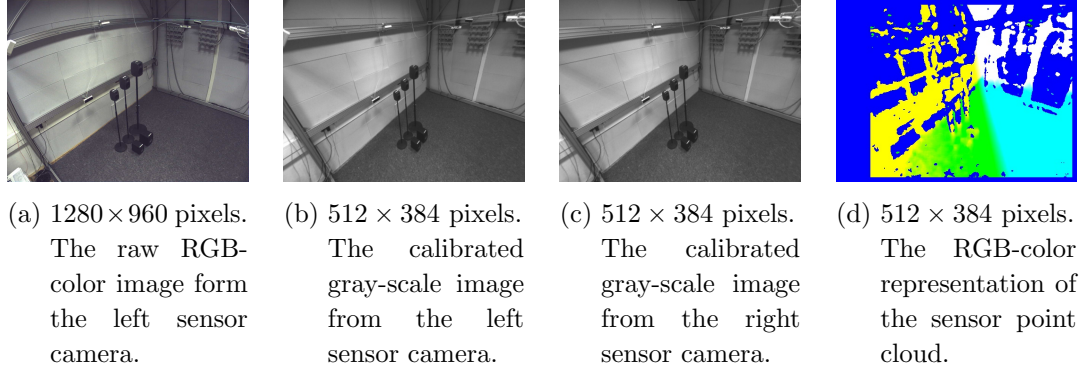 (a) 1280×960 pixels.
The raw RGB-
color image form
the left sensor
camera.
(b) 512 × 384 pixels.
The calibrated
gray-scale image
from the left
sensor camera.
(c) 512 × 384 pixels.
The calibrated
gray-scale image
from the right
sensor camera.
(d) 512 × 384 pixels.
The RGB-color
representation of
the sensor point
cloud.